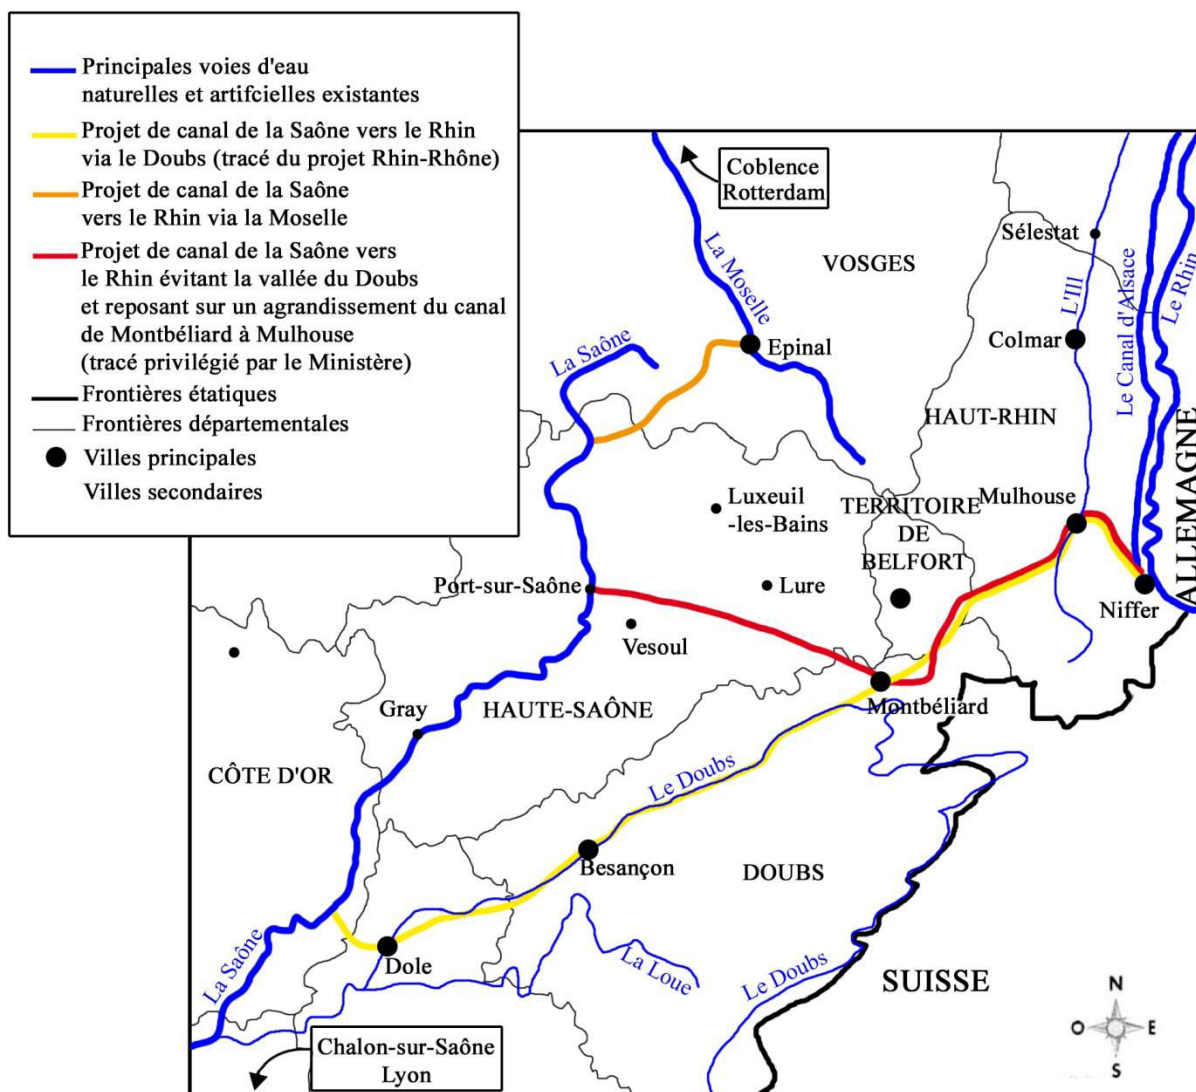 Principales voies d'eau
naturelles et artifcielles existantes
Projet de canal de la Saône vers le Rhin
via le Doubs (tracé du projet Rhin-Rhône)
Projet de canal de la Saône
vers le Rhin via la Moselle
Projet de canal de la Saône vers
le Rhin évitant la vallée du Doubs
et reposant sur un agrandissement du canal
de Montbéliard à Mulhouse
(tracé privilégié par le Ministère)
Frontières étatiques
Frontières départementales
Villes principales
Villes secondaires
Coblence
Rotterdam
La Moselle
VOSGES
Sélestat
L'Ill
Le Canal d'Alsace
Le Rhin
La Saône
Epinal
Colmar
HAUT-RHIN
ALLEMAGNE
Luxeuil
-les-Bains
TERRITOIRE
DE
BELFORT
Mulhouse
Port-sur-Saône
Lure
Niffer
Vesoul
Montbéliard
Gray
HAUTE-SAÔNE
CÔTE D'OR
Le Doubs
Besançon
DOUBS
La Saône
Dole
La Loue
Le Doubs
SUISSE
Chalon-sur-Saône
Lyon
N
O
E
S